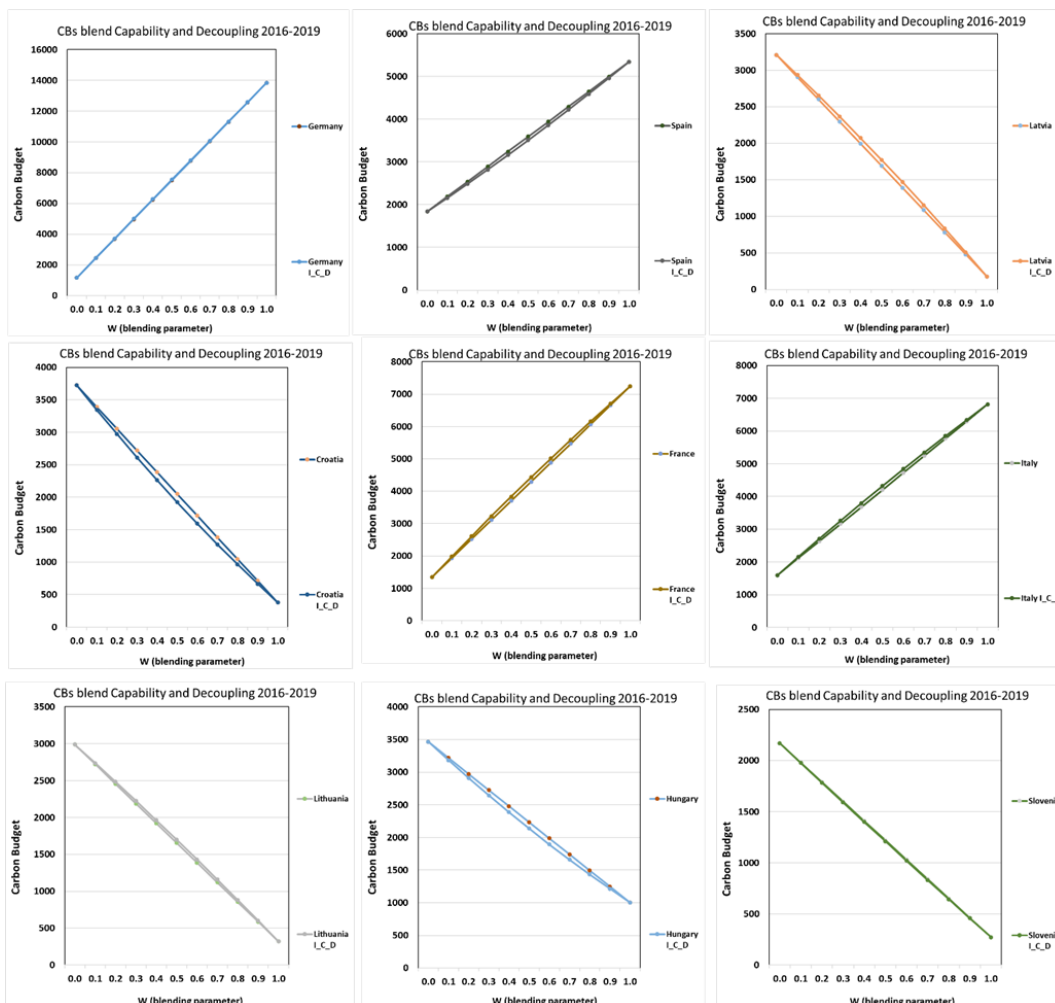 CBs blend Capability and Decoupling 2016-2019
16000
14000
12000
10000
8000
6000
4000
2000
0
Carbon Budget
0.0 0.1 0.2 0.3 0.4 0.5 0.6 0.7 0.8 0.9 1.0
W (blending parameter)
Germany
Germany
I_C_D
CBs blend Capability and Decoupling 2016-2019
6000
5000
4000
3000
2000
1000
0
Carbon Budget
0.0 0.1 0.2 0.3 0.4 0.5 0.6 0.7 0.8 0.9 1.0
W (blending parameter)
Spain
Spain
I_C_D
CBs blend Capability and Decoupling 2016-2019
3500
3000
2500
2000
1500
1000
500
0
Carbon Budget
0.0 0.1 0.2 0.3 0.4 0.5 0.6 0.7 0.8 0.9 1.0
W (blending parameter)
Latvia
Latvia
I_C_D
CBs blend Capability and Decoupling 2016-2019
4000
3500
3000
2500
2000
1500
1000
500
0
Carbon Budget
0.0 0.1 0.2 0.3 0.4 0.5 0.6 0.7 0.8 0.9 1.0
W (blending parameter)
Croatia
Croatia
I_C_D
CBs blend Capability and Decoupling 2016-2019
8000
7000
6000
5000
4000
3000
2000
1000
0
Carbon Budget
0.0 0.1 0.2 0.3 0.4 0.5 0.6 0.7 0.8 0.9 1.0
W (blending parameter)
France
France
I_C_D
CBs blend Capability and Decoupling 2016-2019
8000
7000
6000
5000
4000
3000
2000
1000
0
Carbon Budget
0.0 0.1 0.2 0.3 0.4 0.5 0.6 0.7 0.8 0.9 1.0
W (blending parameter)
Italy
Italy I_C_
CBs blend Capability and Decoupling 2016-2019
3500
3000
2500
2000
1500
1000
500
0
Carbon Budget
0.0 0.1 0.2 0.3 0.4 0.5 0.6 0.7 0.8 0.9 1.0
W (blending parameter)
Lithuania
Lithuania
I_C_D
CBs blend Capability and Decoupling 2016-2019
4000
3500
3000
2500
2000
1500
1000
500
0
Carbon Budget
0.0 0.1 0.2 0.3 0.4 0.5 0.6 0.7 0.8 0.9 1.0
W (blending parameter)
Hungary
Hungary
I_C_D
CBs blend Capability and Decoupling 2016-2019
2500
2000
1500
1000
500
0
Carbon Budget
0.0 0.1 0.2 0.3 0.4 0.5 0.6 0.7 0.8 0.9 1.0
W (blending parameter)
Sloveni
Sloveni
I_C_D